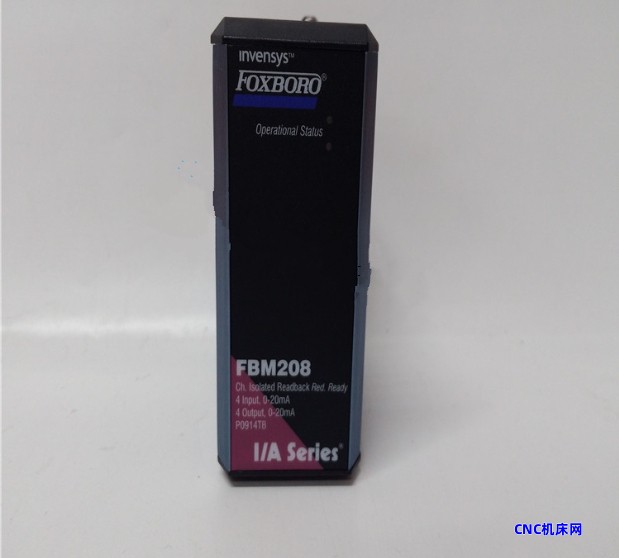 invensys™
FOXBORO®
Operational Status
FBM208
Ch. Isolated Readback Red. Ready
4 Input, 0-20mA
4 Output, 0-20mA
P0914TB
I/A Series®
CNC机床网